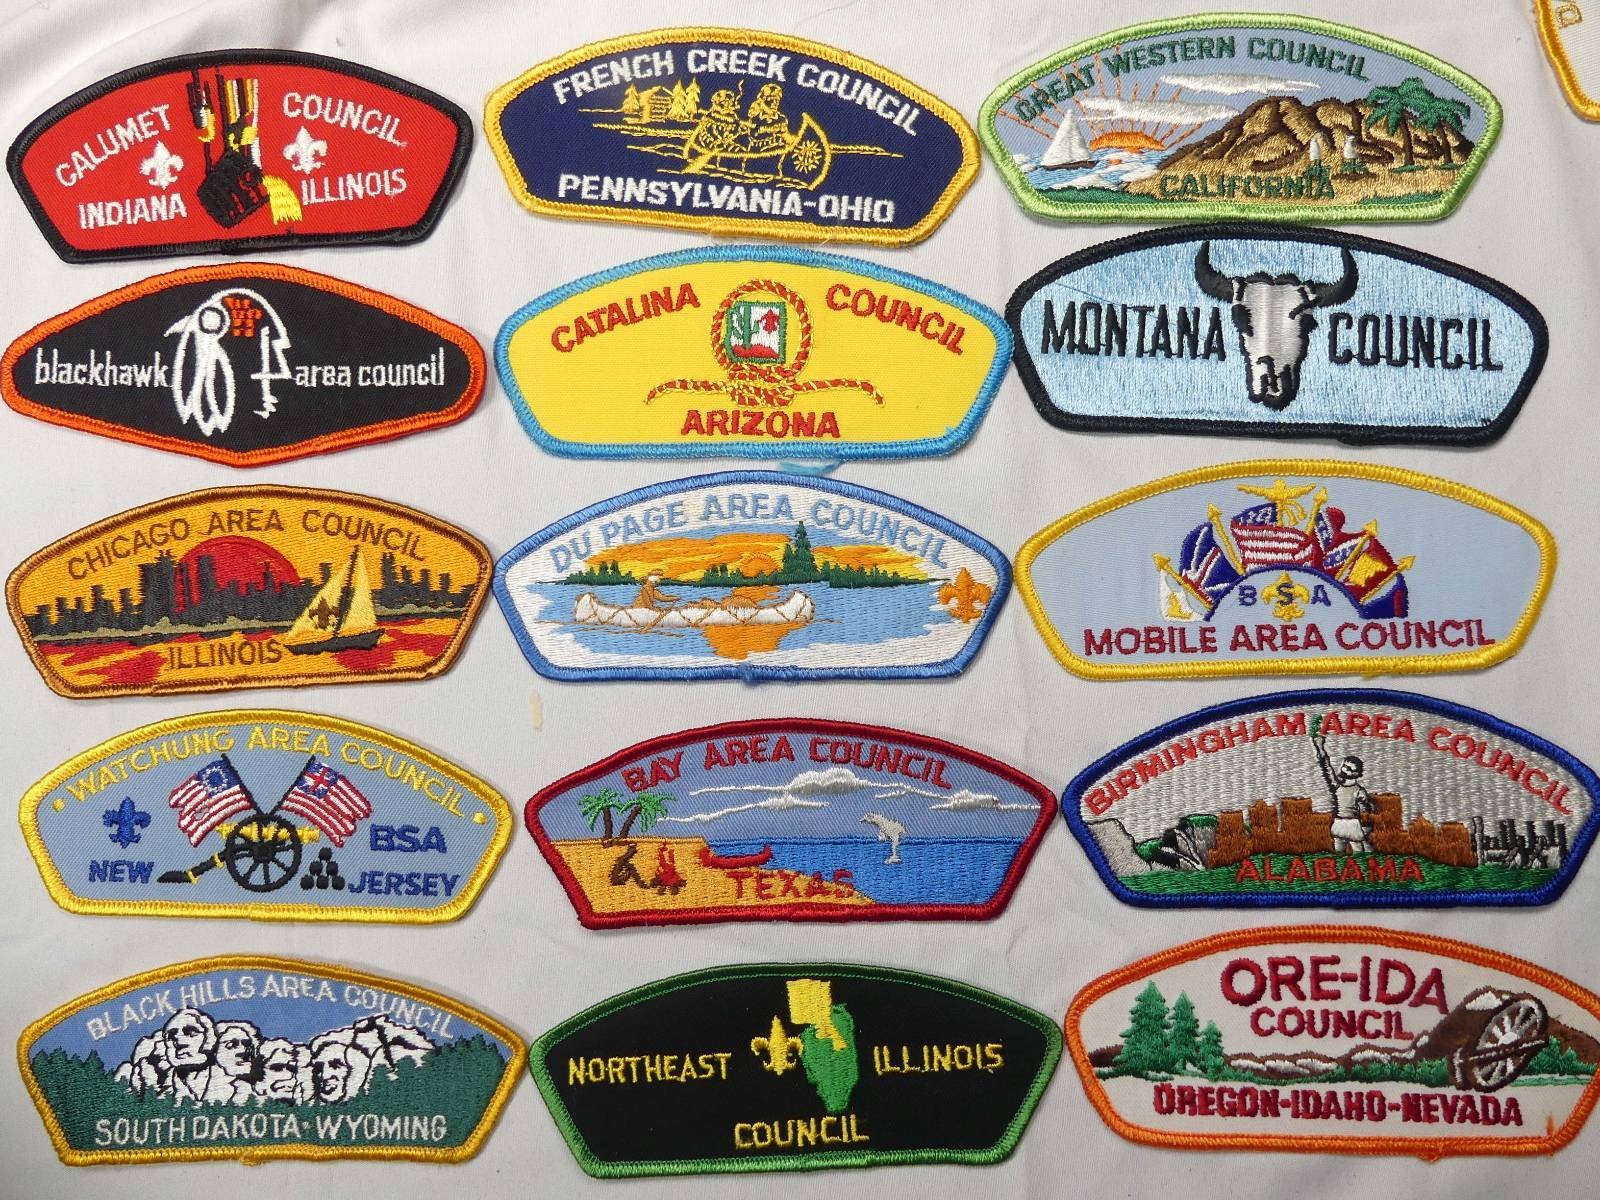 CALUMET COUNCIL
INDIANA ILLINOIS
FRENCH CREEK COUNCIL
PENNSYLVANIA-OHIO
GREAT WESTERN COUNCIL
CALIFORNIA
blackhawk area council
CATALINA COUNCIL
ARIZONA
MONTANA COUNCIL
CHICAGO AREA COUNCIL
ILLINOIS
DU PAGE AREA COUNCIL
BSA
MOBILE AREA COUNCIL
WATCHUNG AREA COUNCIL
BSA
NEW JERSEY
BAY AREA COUNCIL
TEXAS
BIRMINGHAM AREA COUNCIL
ALABAMA
BLACK HILLS AREA COUNCIL
SOUTH DAKOTA·WYOMING
NORTHEAST ILLINOIS
COUNCIL
ORE-IDA
COUNCIL
OREGON-IDAHO-NEVADA